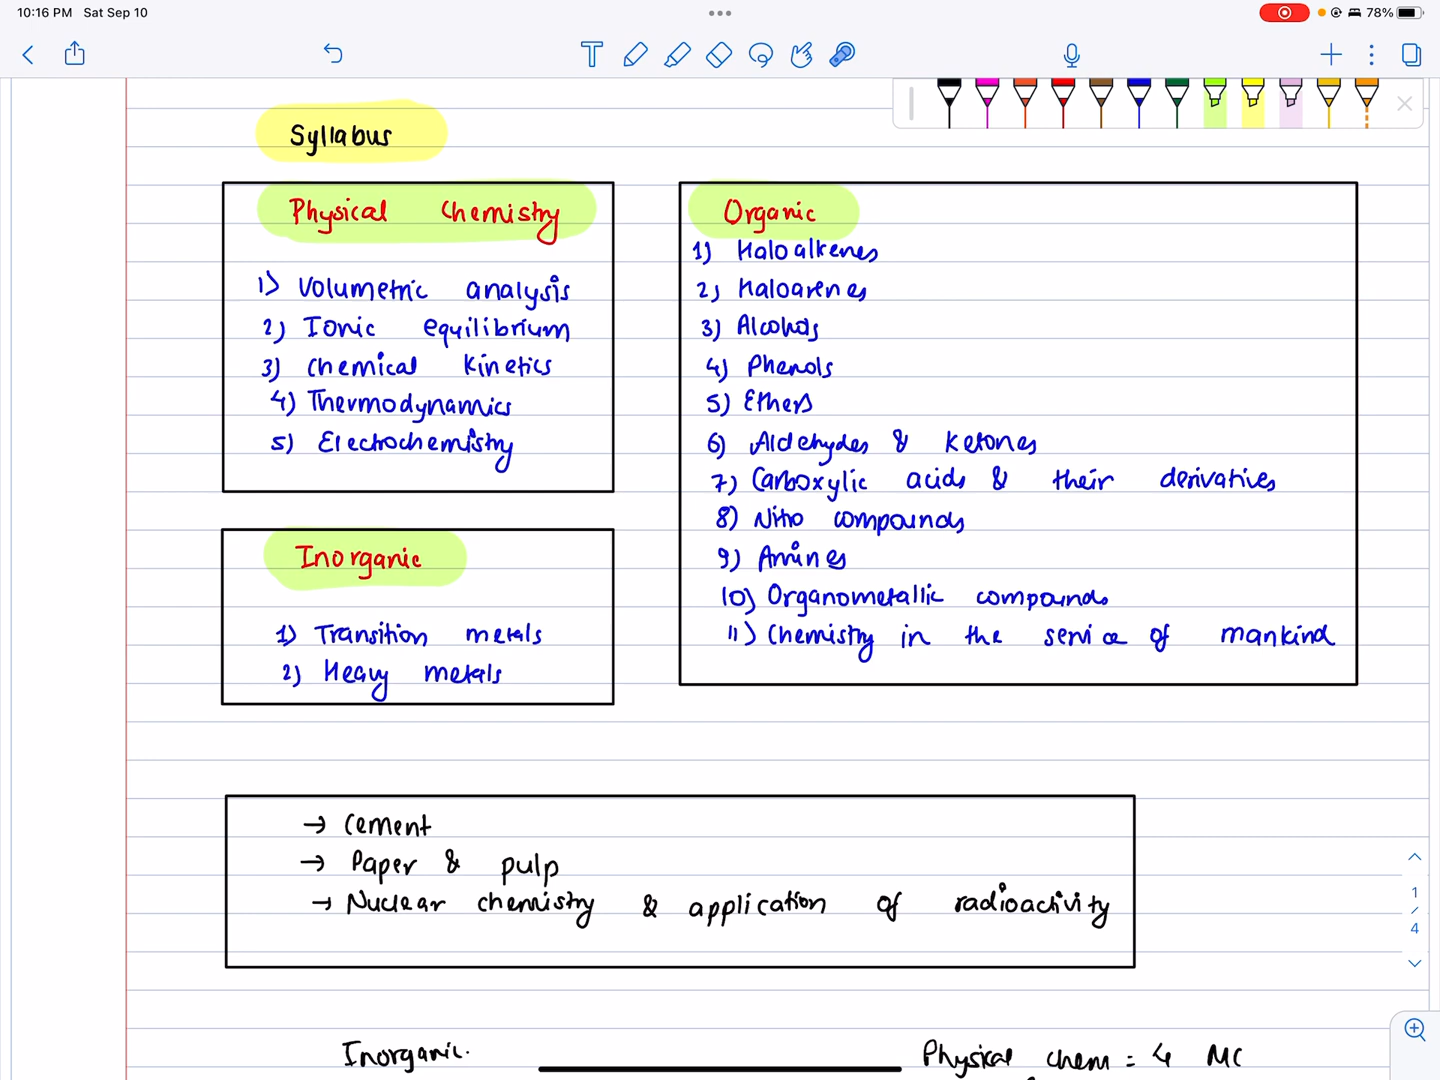 10:16 PM Sat Sep 10
78%
Syllabus
Physical Chemistry
1) Volumetric analysis
2) Ionic equilibrium
3) Chemical Kinetics
4) Thermodynamics
5) Electrochemistry
Inorganic
1) Transition metals
2) Heavy metals
Organic
1) Haloalkenes
2) Haloarenes
3) Alcohols
4) Phenols
5) Ethers
6) Aldehydes & Ketones
7) Carboxylic acids & their derivatives
8) Nitro compounds
9) Amines
10) Organometallic compounds
11) Chemistry in the service of mankind
→ Cement
→ Paper & pulp
→ Nuclear chemistry & application of radioactivity
1
/
4
Inorganic.
Physical chem = 4 MC